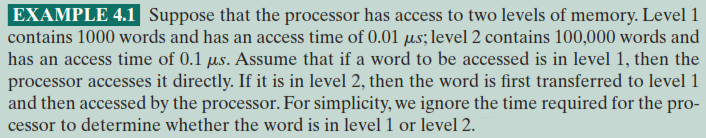 EXAMPLE 4.1 Suppose that the processor has access to two levels of memory. Level 1
contains 1000 words and has an access time of 0.01 μs; level 2 contains 100,000 words and
has an access time of 0.1 μs. Assume that if a word to be accessed is in level 1, then the
processor accesses it directly. If it is in level 2, then the word is first transferred to level 1
and then accessed by the processor. For simplicity, we ignore the time required for the pro-
cessor to determine whether the word is in level 1 or level 2.